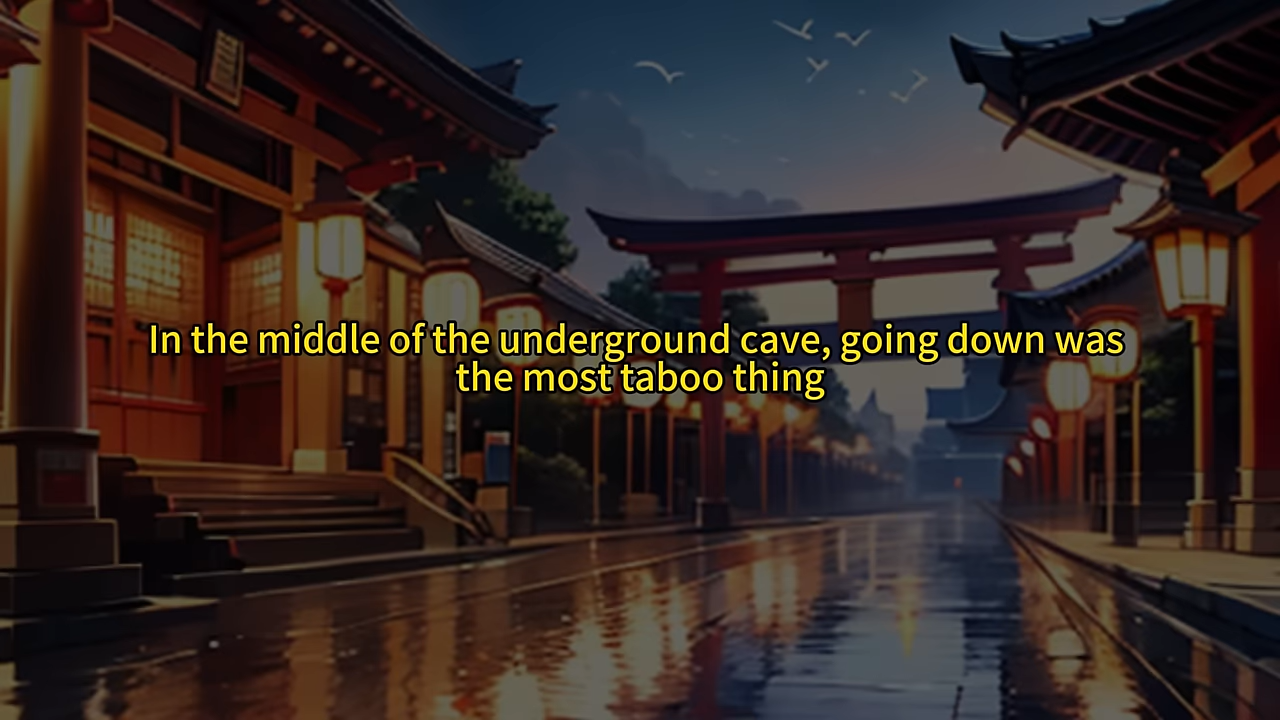 In the middle of the underground cave, going down was
the most taboo thing